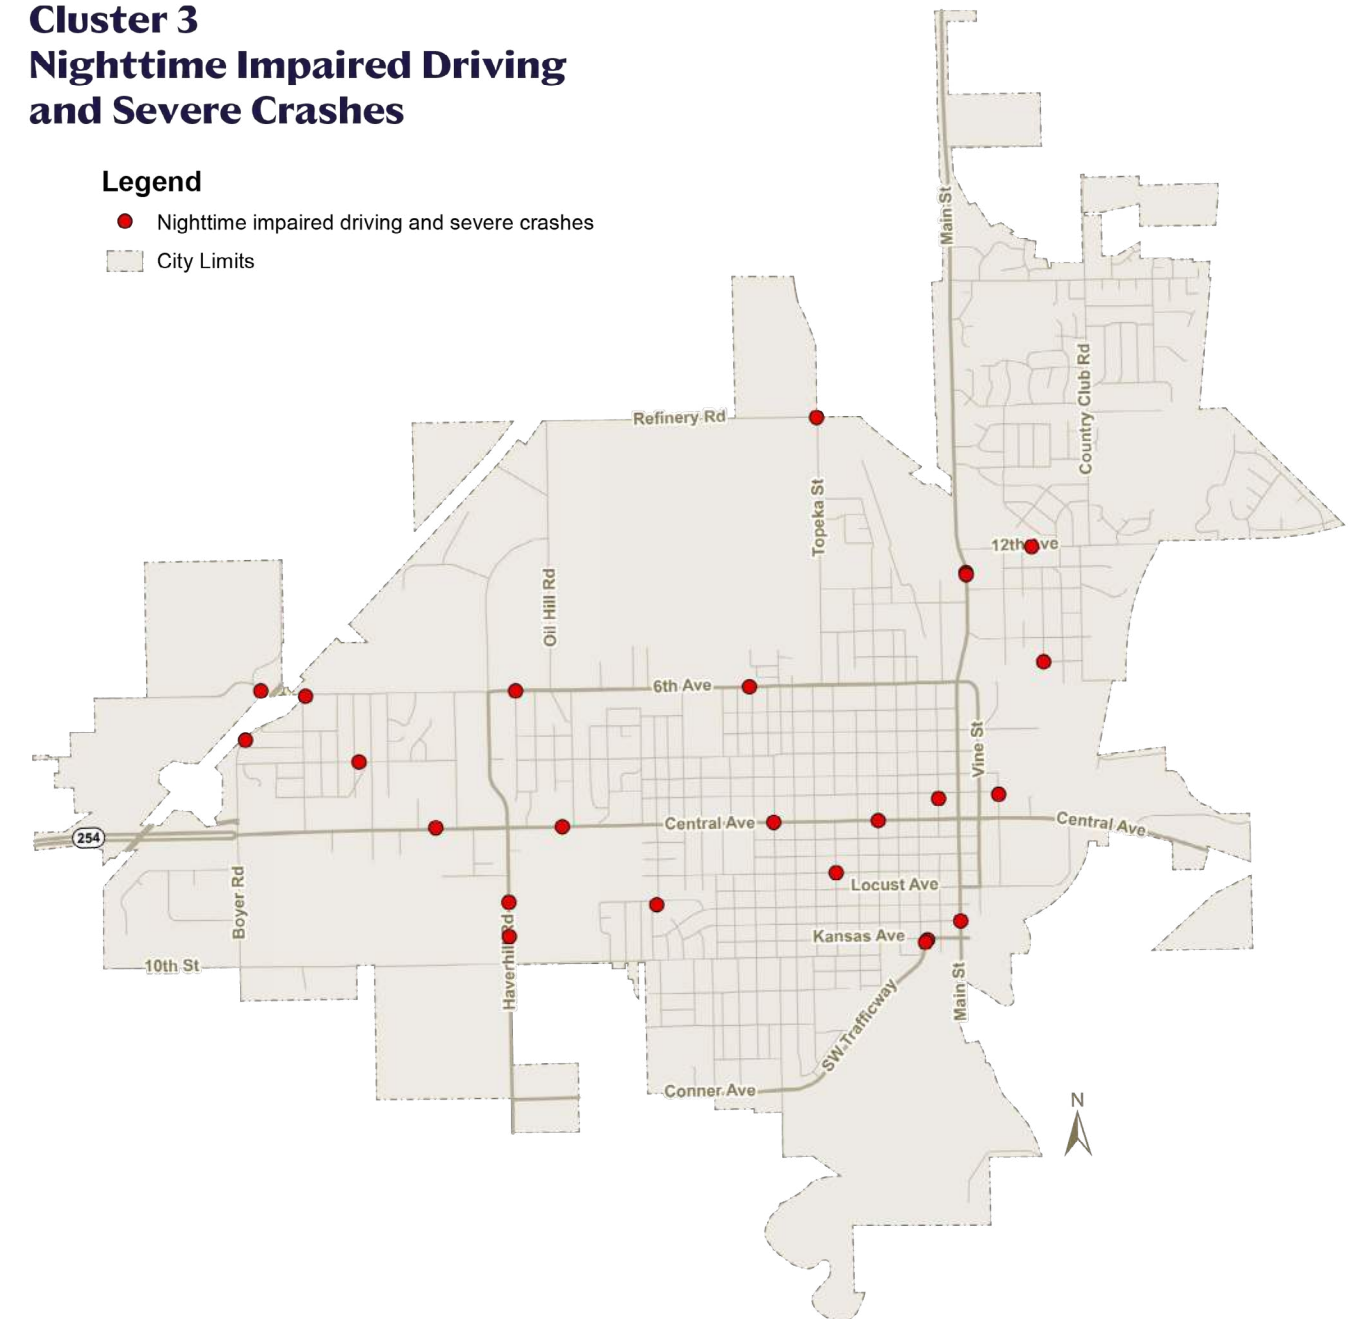 Cluster 3
Nighttime Impaired Driving
and Severe Crashes
Legend
Nighttime impaired driving and severe crashes
City Limits
Main St
Country Club Rd
Refinery Rd
Topeka St
12th Ave
Oil Hill Rd
6th Ave
Vine St
Central Ave
Central Ave
254
Boyer Rd
Locust Ave
Kansas Ave
Haverhill Rd
10th St
Main St
SW Trafficway
Conner Ave
N